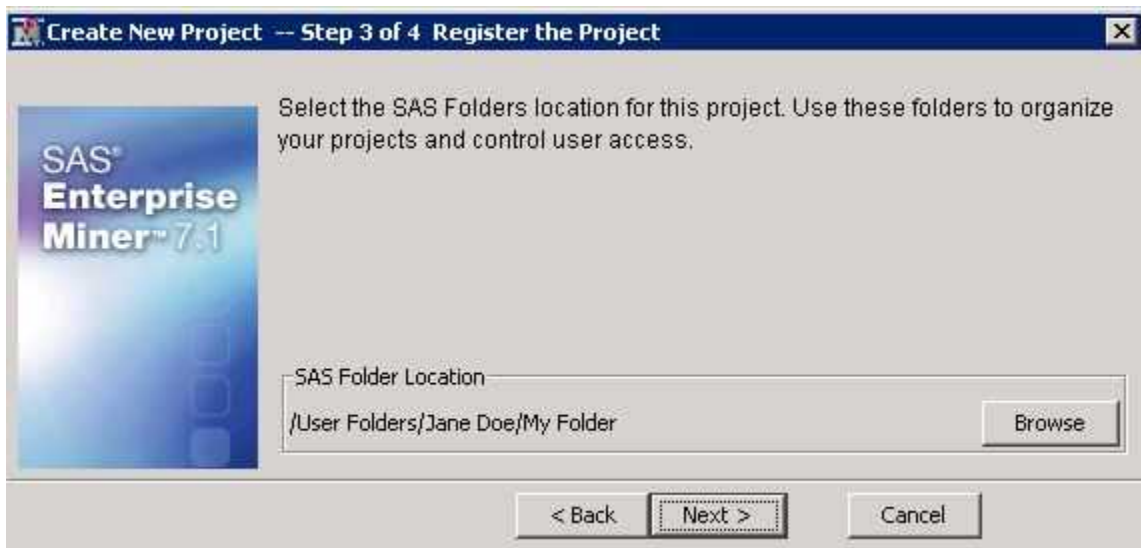 Create New Project -- Step 3 of 4 Register the Project
Select the SAS Folders location for this project. Use these folders to organize
your projects and control user access.
SAS®
Enterprise
Miner™ 7.1
SAS Folder Location
/User Folders/Jane Doe/My Folder
Browse
< Back
Next >
Cancel